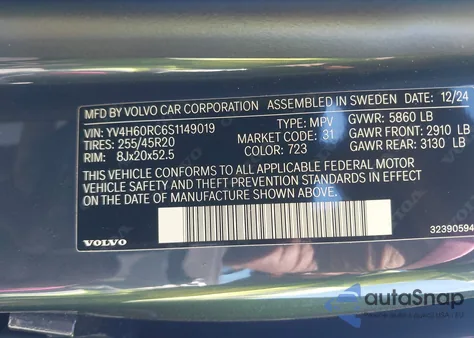 MFD BY VOLVO CAR CORPORATION ASSEMBLED IN SWEDEN 12/24
VIN: YV4H60RC6S1149019 TYPE: MPV GVWR: 5860 LB
TIRES: 255/45R20 MARKET CODE: 31 GAWR FRONT: 2910 LB
RIM: 8Jx20x52.5 COLOR: 723 GAWR REAR: 3130 LB
THIS VEHICLE CONFORMS TO ALL APPLICABLE FEDERAL MOTOR
VEHICLE SAFETY AND THEFT PREVENTION STANDARDS IN EFFECT
ON THE DATE OF MANUFACTURE SHOWN ABOVE.
VOLVO 32390594
autoSnap